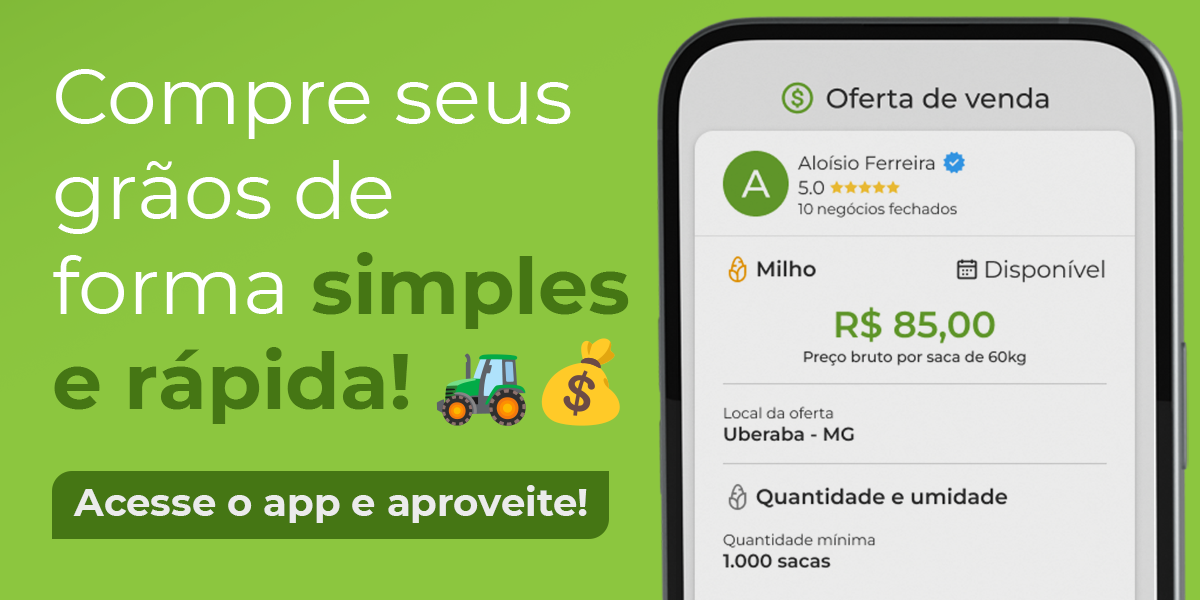 Compre seus
grãos de
forma simples
e rápida!
Acesse o app e aproveite!
Oferta de venda
A
Aloísio Ferreira
5.0
10 negócios fechados
Milho
Disponível
R$ 85,00
Preço bruto por saca de 60kg
Local da oferta
Uberaba - MG
Quantidade e umidade
Quantidade mínima
1.000 sacas